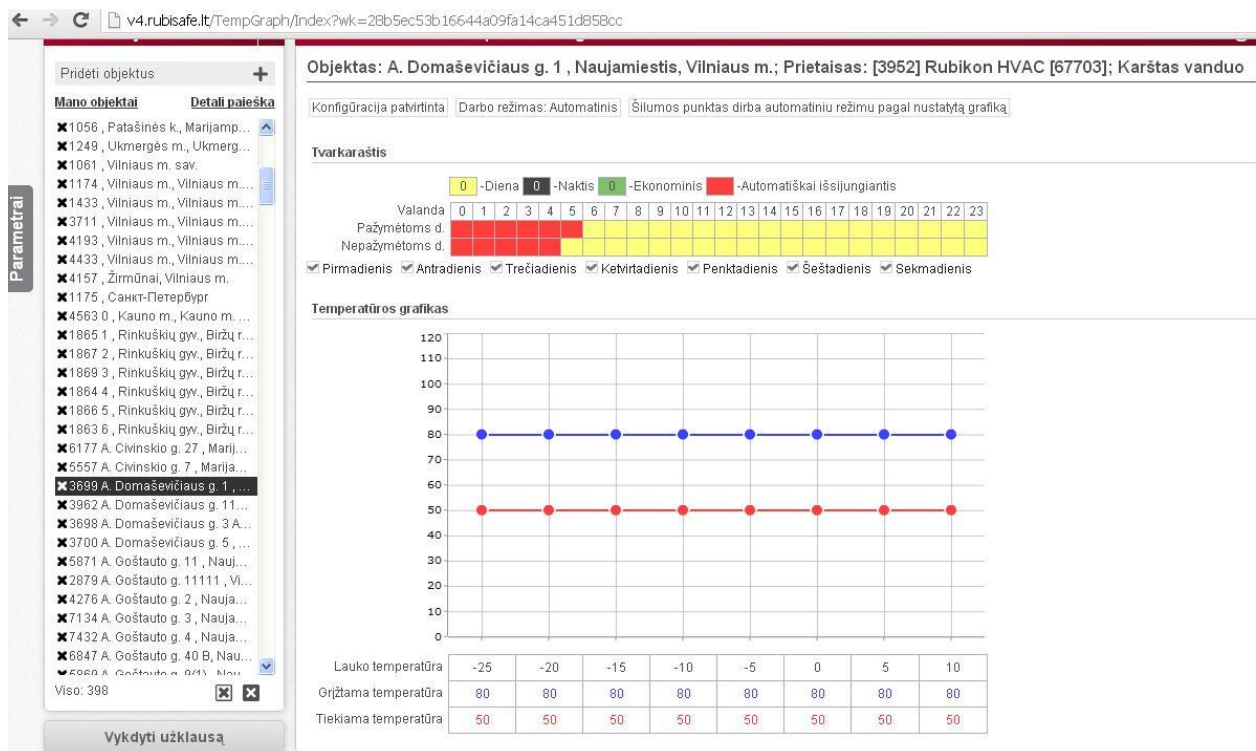 v4.rubisafe.lt/TempGraph/Index?wk=28b5ec53b16644a09fa14ca451d858cc
Parametrai
Pridėti objektus +
Mano objektai Detali paieška
1056 , Patašinės k., Marijamp...
1249 , Ukmergės m., Ukmerg...
1061 , Vilniaus m. sav.
1174 , Vilniaus m., Vilniaus m....
1433 , Vilniaus m., Vilniaus m....
3711 , Vilniaus m., Vilniaus m....
4193 , Vilniaus m., Vilniaus m....
4433 , Vilniaus m., Vilniaus m....
4157 , Žirmūnai, Vilniaus m.
1175 , Санкт-Петербург
4563 0 , Kauno m., Kauno m. ...
1865 1 , Rinkuškių gyv., Biržų r...
1867 2 , Rinkuškių gyv., Biržų r...
1869 3 , Rinkuškių gyv., Biržų r...
1864 4 , Rinkuškių gyv., Biržų r...
1866 5 , Rinkuškių gyv., Biržų r...
1863 6 , Rinkuškių gyv., Biržų r...
6177 A. Civinskio g. 27 , Marij...
5557 A. Civinskio g. 7 , Marija...
3699 A. Domaševičiaus g. 1 , ...
3962 A. Domaševičiaus g. 11...
3698 A. Domaševičiaus g. 3 A...
3700 A. Domaševičiaus g. 5 , ...
5871 A. Goštauto g. 11 , Nauj...
2879 A. Goštauto g. 11111 , Vi...
4276 A. Goštauto g. 2 , Nauja...
7134 A. Goštauto g. 3 , Nauja...
7432 A. Goštauto g. 4 , Nauja...
6847 A. Goštauto g. 40 B, Nau...
Viso: 398
Vykdyti užklausą
Objektas: A. Domaševičiaus g. 1 , Naujamiestis, Vilniaus m.; Prietaisas: [3952] Rubikon HVAC [67703]; Karštas vanduo
Konfigūracija patvirtinta Darbo režimas: Automatinis Šilumos punktas dirba automatiniu režimu pagal nustatytą grafiką
Tvarkaraštis
0 -Diena 0 -Naktis 0 -Ekonominis -Automatiškai išsijungiantis
Valanda 0 1 2 3 4 5 6 7 8 9 10 11 12 13 14 15 16 17 18 19 20 21 22 23
Pažymėtoms d.
Nepažymėtoms d.
Pirmadienis Antradienis Trečiadienis Ketvirtadienis Penktadienis Šeštadienis Sekmadienis
Temperatūros grafikas
120
110
100
90
80
70
60
50
40
30
20
10
0
Lauko temperatūra -25 -20 -15 -10 -5 0 5 10
Grįžtama temperatūra 80 80 80 80 80 80 80 80
Tiekiama temperatūra 50 50 50 50 50 50 50 50